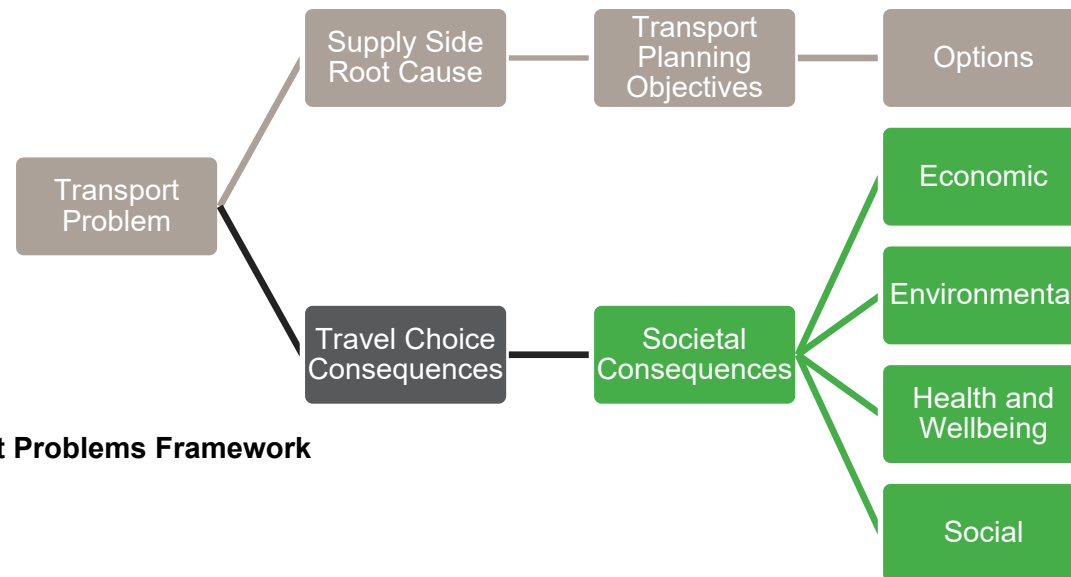 Supply Side
Root Cause
Transport
Planning
Objectives
Options
Transport
Problem
Economic
Environmenta
Travel Choice
Consequences
Societal
Consequences
Health and
Wellbeing
t Problems Framework
Social